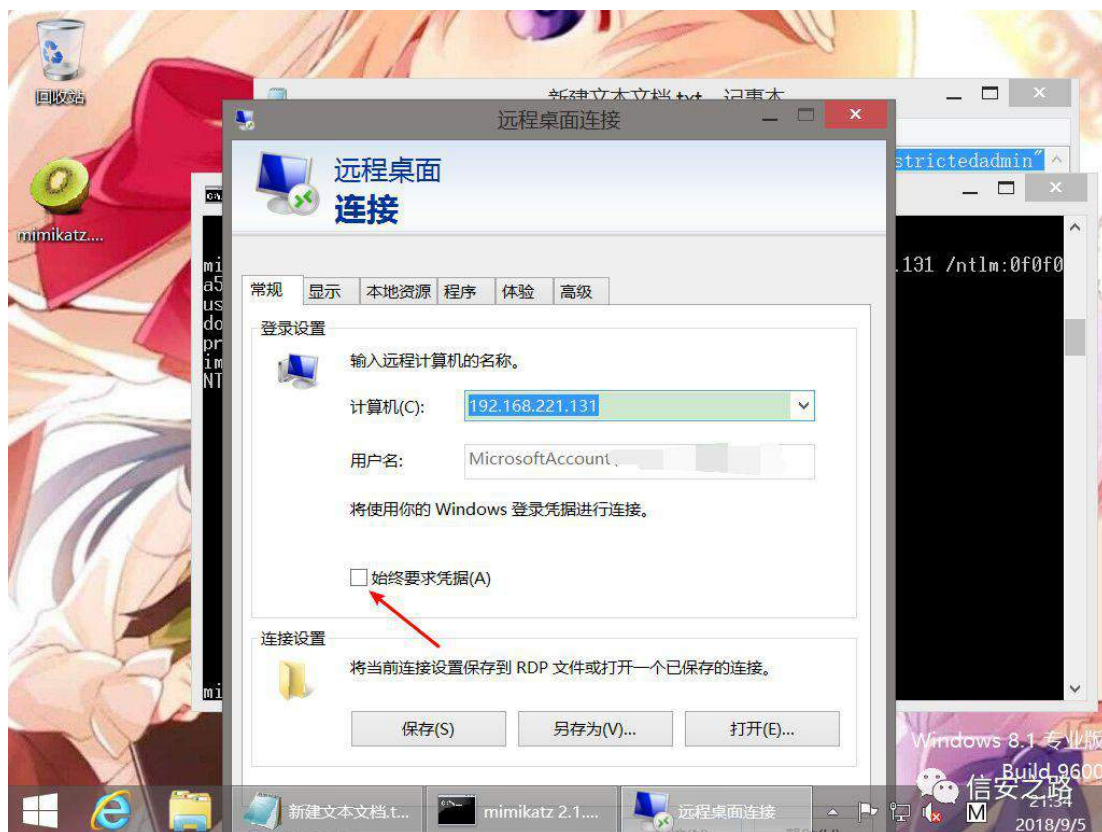 回收站
mimikatz....
新建文本文档.txt - 记事本
远程桌面连接
strictedadmin"
远程桌面
连接
mi
.131 /ntlm:0f0f0
a5
us
do
pr
im
NT
常规 显示 本地资源 程序 体验 高级
登录设置
输入远程计算机的名称。
计算机(C): 192.168.221.131
用户名: MicrosoftAccount
将使用你的 Windows 登录凭据进行连接。
始终要求凭据(A)
连接设置
将当前连接设置保存到 RDP 文件或打开一个已保存的连接。
mi
保存(S) 另存为(V)... 打开(E)...
Windows 8.1 专业版
Build 9600
信安之路
新建文本文档.t... mimikatz 2.1.... 远程桌面连接 M 21:34
2018/9/5